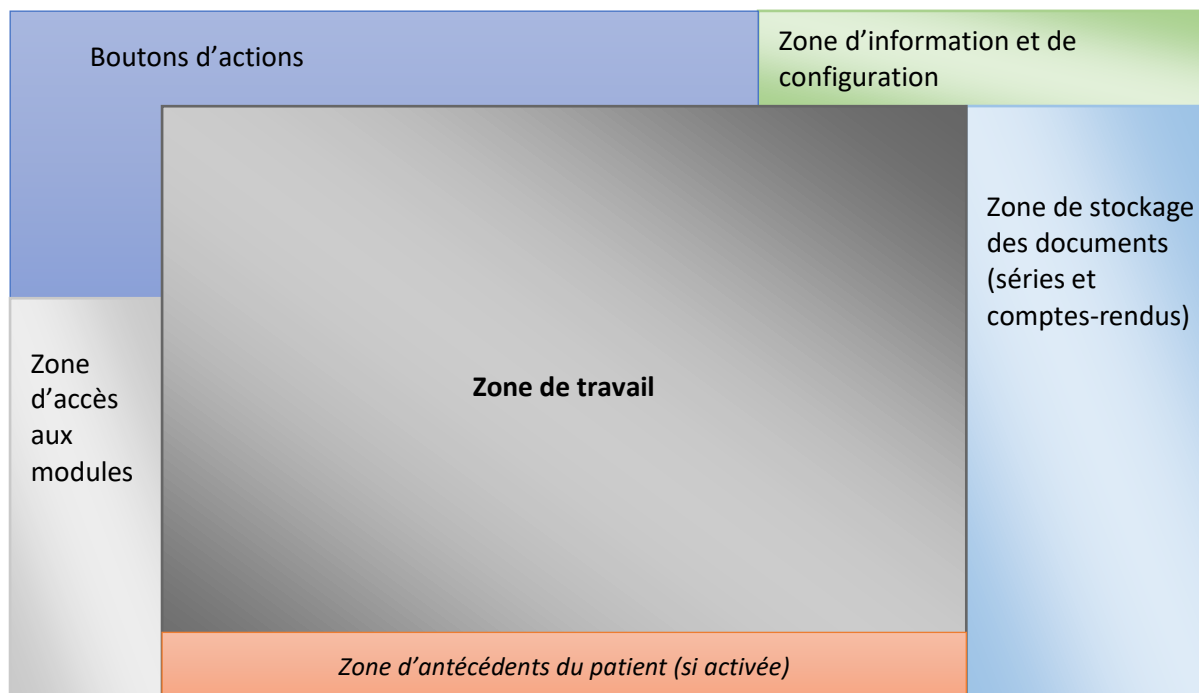 Boutons d’actions
Zone d’information et de
configuration
Zone de stockage
des documents
(séries et
comptes-rendus)
Zone
d’accès
aux
modules
Zone de travail
Zone d’antécédents du patient (si activée)